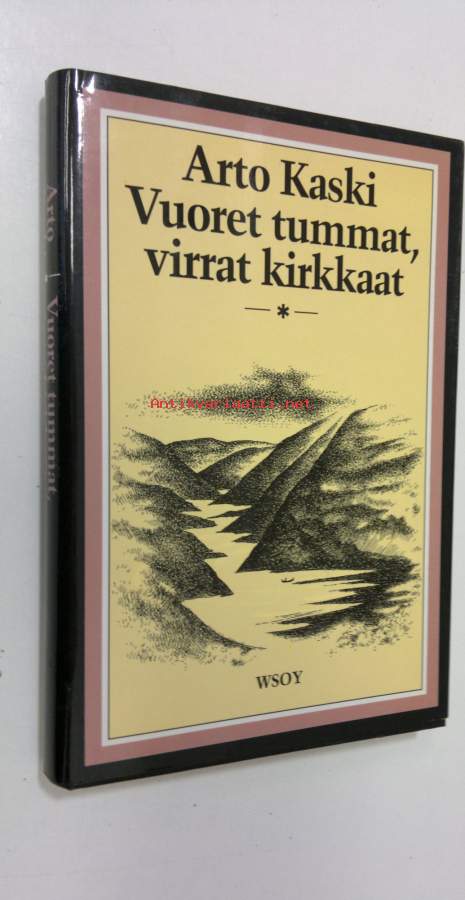 Arto Kaski
Vuoret tummat,
virrat kirkkaat
— * —
Antikvariaatti.net
WSOY
Arto
Vuoret tummat,